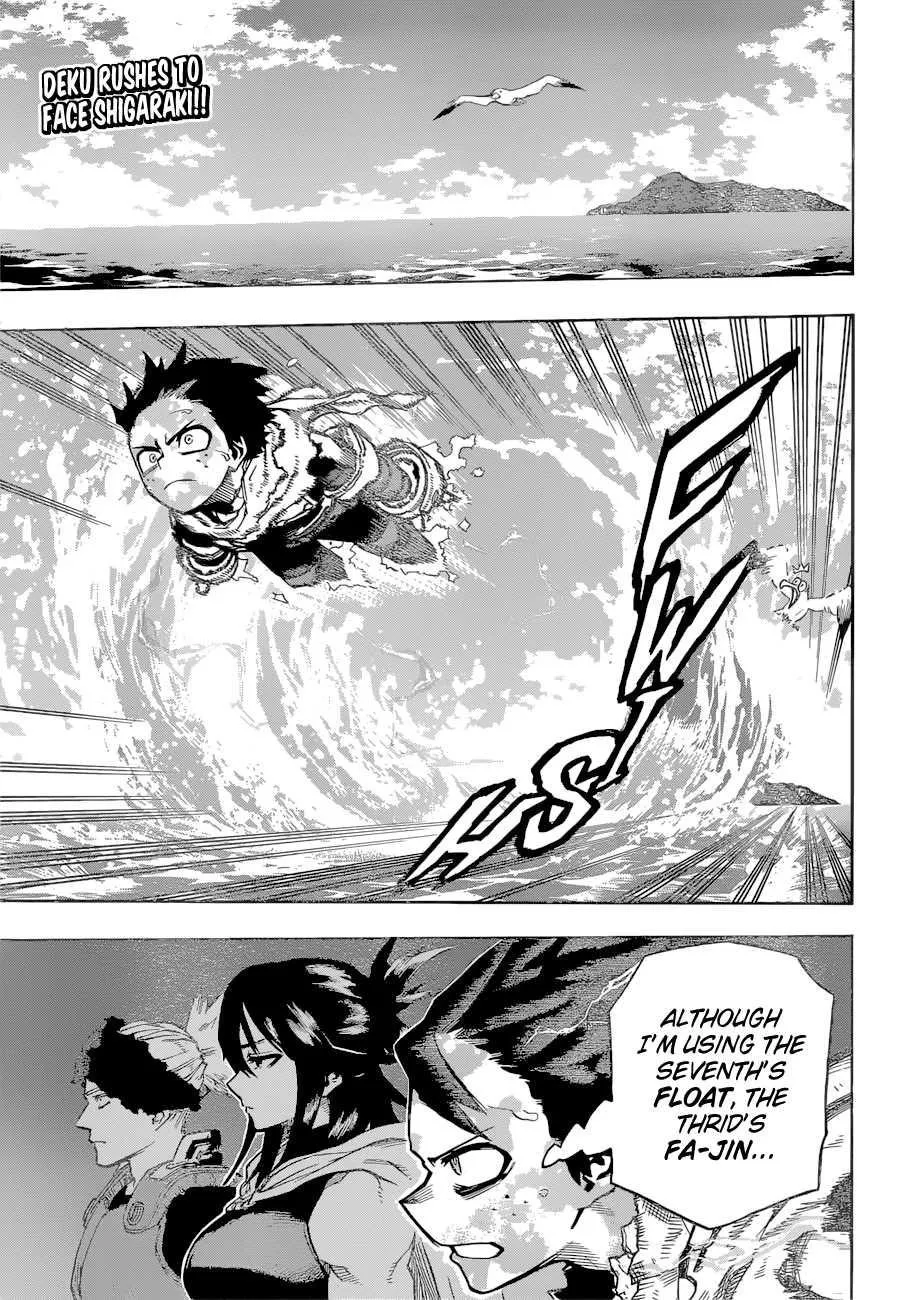 DEKU RUSHES TO
FACE SHIGARAKI!!
FWISH
ALTHOUGH
I'M USING THE
SEVENTH'S
FLOAT, THE
THRID'S
FA-JIN...